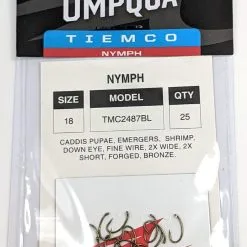 UMPQUA
TIEMCO
NYMPH
NYMPH
SIZE MODEL QTY
18 TMC2487BL 25
CADDIS PUPAE, EMERGERS, SHRIMP.
DOWN EYE, FINE WIRE, 2X WIDE, 2X
SHORT, FORGED, BRONZE.